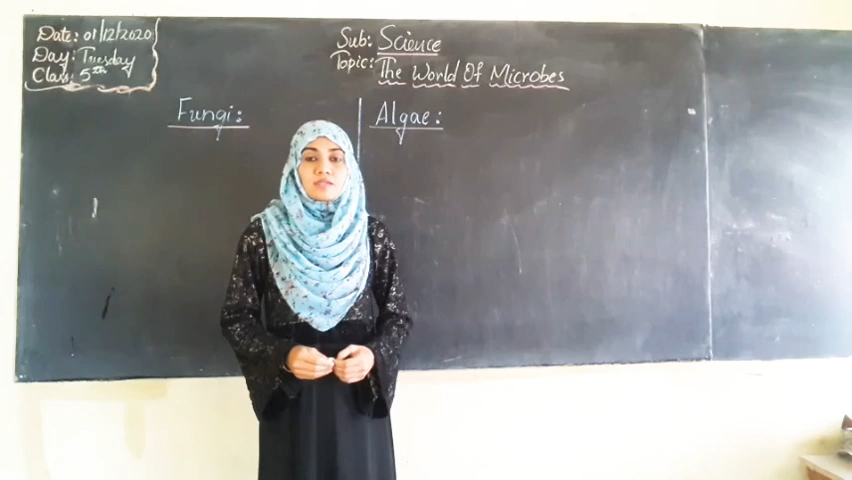 Date: 01/12/2020
Day: Tuesday
Class: 5th
Sub: Science
Topic: The World Of Microbes
Fungi:
Algae: